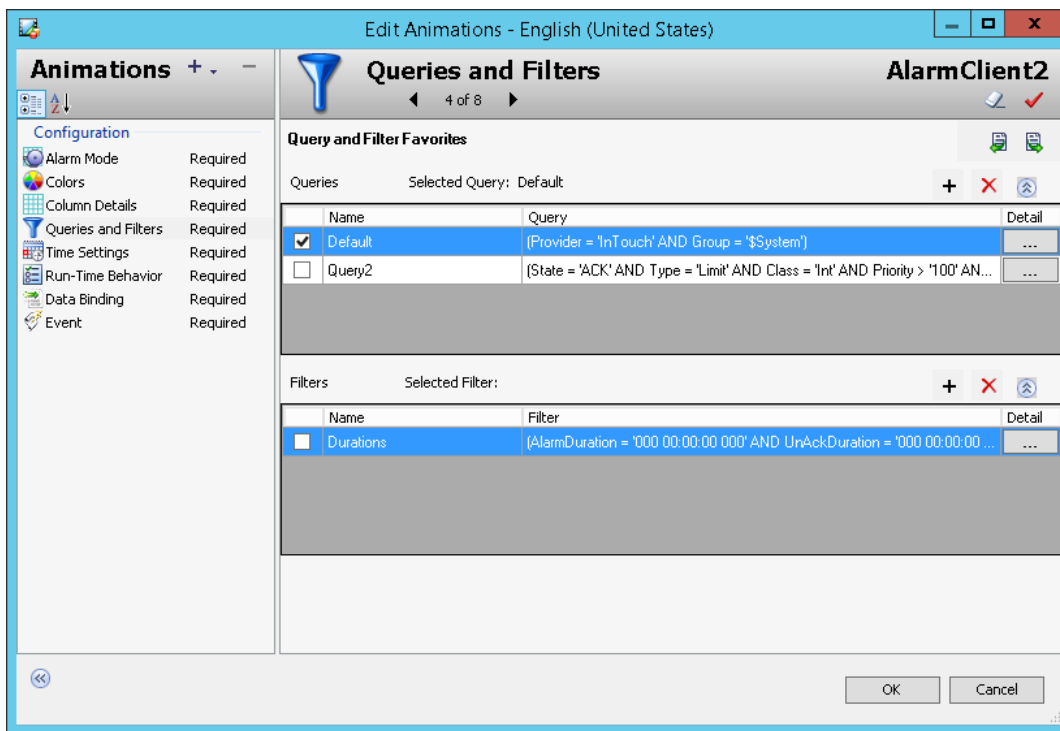 Edit Animations - English (United States)
Animations
Queries and Filters
AlarmClient2
4 of 8
Configuration
Alarm Mode Required
Colors Required
Column Details Required
Queries and Filters Required
Time Settings Required
Run-Time Behavior Required
Data Binding Required
Event Required
Query and Filter Favorites
Queries Selected Query: Default
Name Query Detail
Default (Provider = 'InTouch' AND Group = '$System') ...
Query2 (State = 'ACK' AND Type = 'Limit' AND Class = 'Int' AND Priority > '100' AN... ...
Filters Selected Filter:
Name Filter Detail
Durations (AlarmDuration = '000 00:00:00 000' AND UnAckDuration = '000 00:00:00 ... ...
OK Cancel